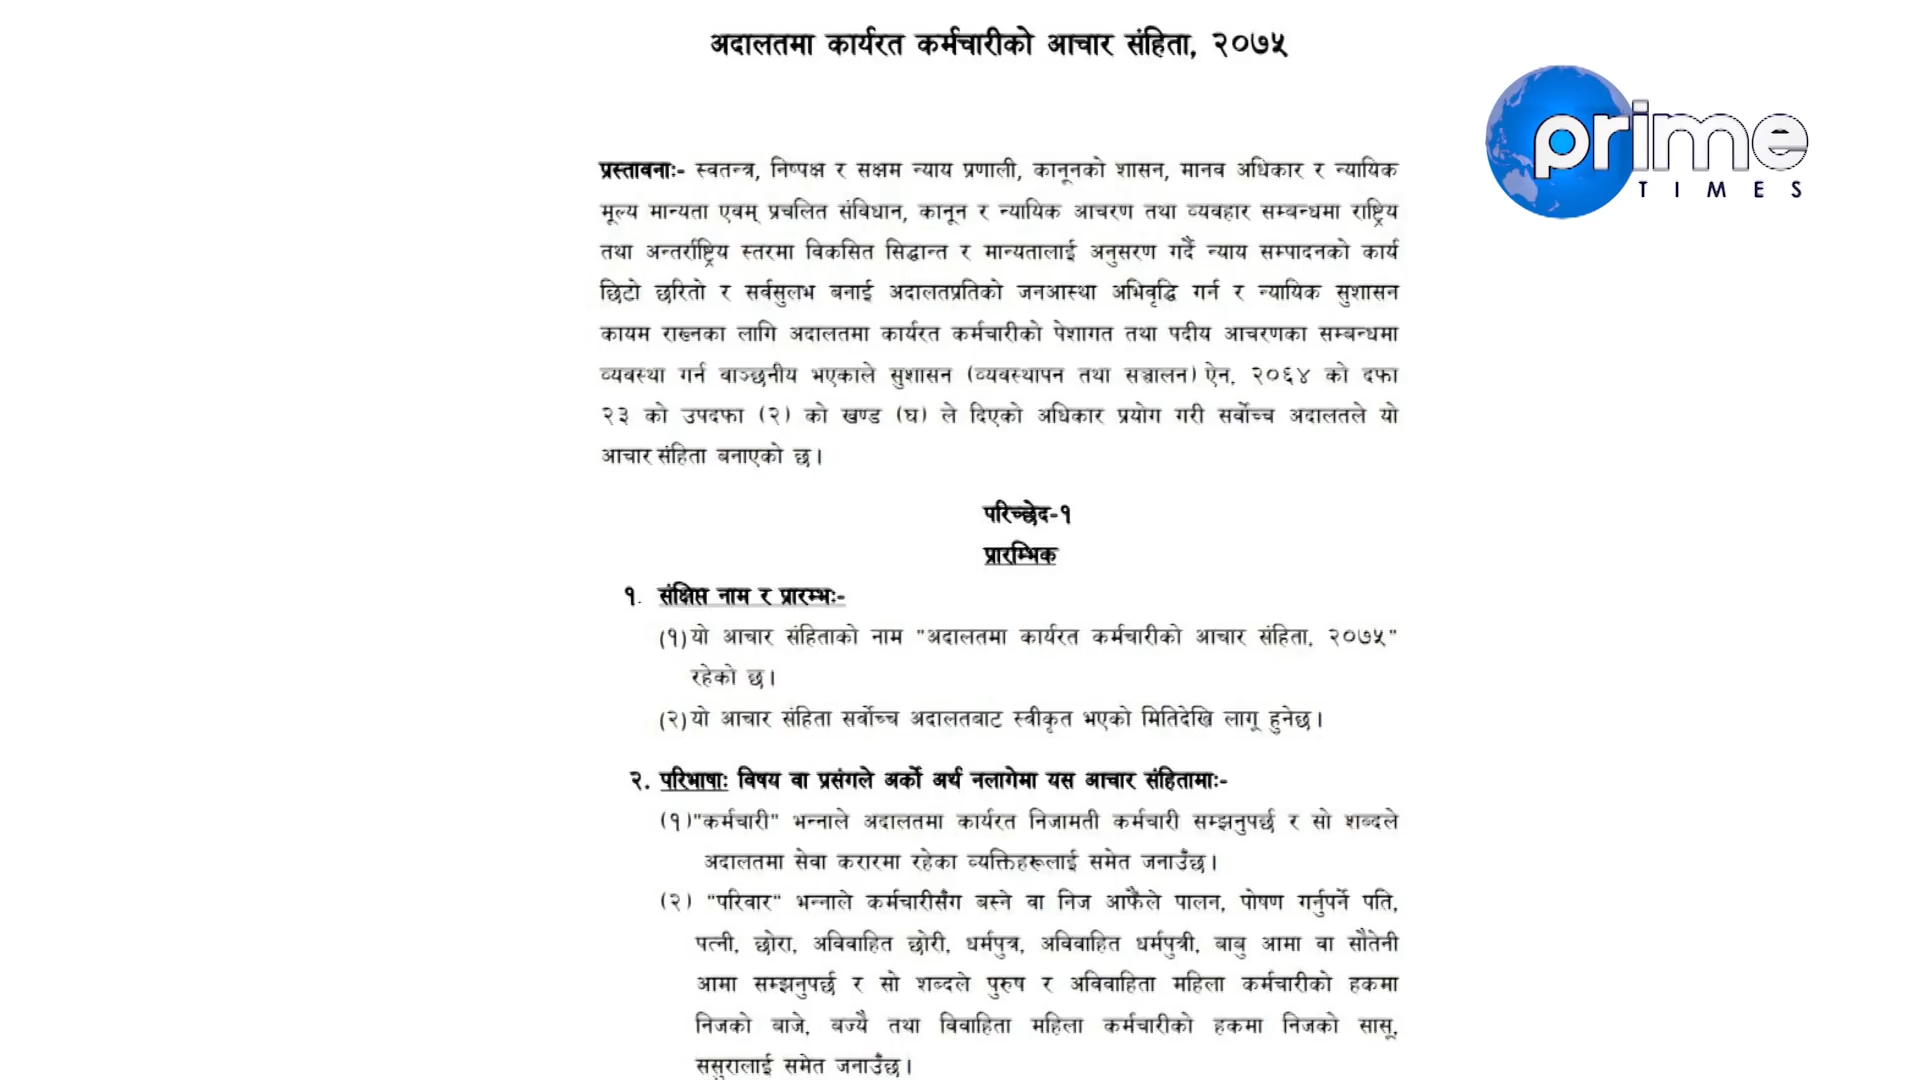 अदालतमा कार्यरत कर्मचारीको आचार संहिता, २०७५
prime
TIMES
प्रस्तावनाः- स्वतन्त्र, निष्पक्ष र सक्षम न्याय प्रणाली, कानूनको शासन, मानव अधिकार र न्यायिक
मूल्य मान्यता एवम् प्रचलित संविधान, कानून र न्यायिक आचरण तथा व्यवहार सम्बन्धमा राष्ट्रिय
तथा अन्तर्राष्ट्रिय स्तरमा विकसित सिद्धान्त र मान्यतालाई अनुसरण गर्दै न्याय सम्पादनको कार्य
छिटो छरितो र सर्वसुलभ बनाई अदालतप्रतिको जनआस्था अभिवृद्धि गर्न र न्यायिक सुशासन
कायम राख्नका लागि अदालतमा कार्यरत कर्मचारीको पेशागत तथा पदीय आचरणका सम्बन्धमा
व्यवस्था गर्न वाञ्छनीय भएकाले सुशासन (व्यवस्थापन तथा सञ्चालन) ऐन, २०६४ को दफा
२३ को उपदफा (२) को खण्ड (घ) ले दिएको अधिकार प्रयोग गरी सर्वोच्च अदालतले यो
आचार संहिता बनाएको छ।
परिच्छेद-१
प्रारम्भिक
१. संक्षिप्त नाम र प्रारम्भः-
(१) यो आचार संहिताको नाम "अदालतमा कार्यरत कर्मचारीको आचार संहिता, २०७५"
रहेको छ।
(२) यो आचार संहिता सर्वोच्च अदालतबाट स्वीकृत भएको मितिदेखि लागू हुनेछ।
२. परिभाषाः विषय वा प्रसंगले अर्को अर्थ नलागेमा यस आचार संहितामाः-
(१) "कर्मचारी" भन्नाले अदालतमा कार्यरत निजामती कर्मचारी सम्झनुपर्छ र सो शब्दले
अदालतमा सेवा करारमा रहेका व्यक्तिहरूलाई समेत जनाउँछ।
(२) "परिवार" भन्नाले कर्मचारीसँग बस्ने वा निज आफैंले पालन, पोषण गर्नुपर्ने पति,
पत्नी, छोरा, अविवाहित छोरी, धर्मपुत्र, अविवाहित धर्मपुत्री, बाबु आमा वा सौतेनी
आमा सम्झनुपर्छ र सो शब्दले पुरुष र अविवाहिता महिला कर्मचारीको हकमा
निजको बाजे, बज्यै तथा विवाहिता महिला कर्मचारीको हकमा निजको सासू,
ससुरालाई समेत जनाउँछ।